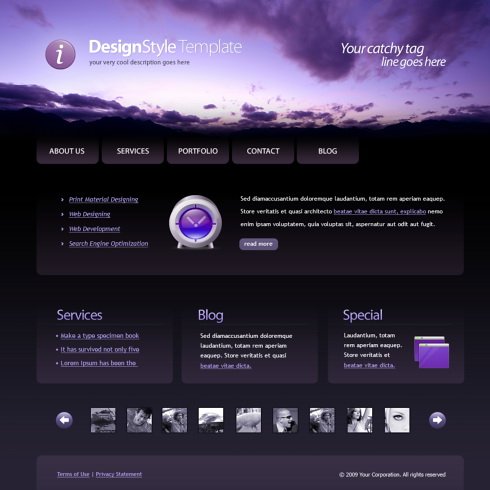 i
DesignStyle Template
your very cool description goes here
Your catchy tag
line goes here
ABOUT US
SERVICES
PORTFOLIO
CONTACT
BLOG
Print Material Designing
Web Designing
Web Development
Search Engine Optimization
Sed diamaccusantium doloremque laudantium, totam rem aperiam eaquep.
Store veritatis et quasi architecto beatae vitae dicta sunt, explicabo nemo
enim ipsam voluptatem, quia voluptas sit, aspernatur aut odit aut fugit.
read more
Services
Make a type specimen book
It has survived not only five
Lorem Ipsum has been the
Blog
Sed diamaccusantium doloremque
laudantium, totam rem aperiam
eaquep. Store veritatis et quasi
beatae vitae dicta.
Special
Laudantium, totam
rem aperiam eaquep.
Store veritatis et
beatae vitae dicta.
Terms of Use | Privacy Statement
© 2009 Your Corporation. All rights reserved